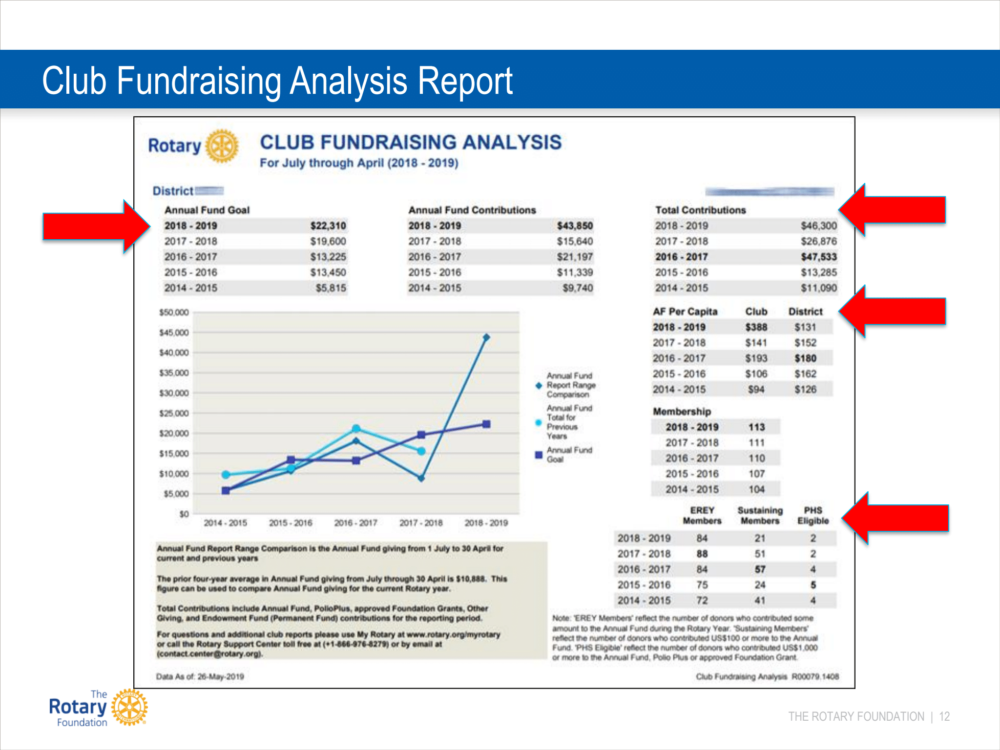 Club Fundraising Analysis Report
Rotary
CLUB FUNDRAISING ANALYSIS
For July through April (2018 - 2019)
District
Annual Fund Goal
2018 - 2019 $22,310
2017 - 2018 $19,600
2016 - 2017 $13,225
2015 - 2016 $13,450
2014 - 2015 $5,815
Annual Fund Contributions
2018 - 2019 $43,850
2017 - 2018 $15,640
2016 - 2017 $21,197
2015 - 2016 $11,339
2014 - 2015 $9,740
Total Contributions
2018 - 2019 $46,300
2017 - 2018 $26,876
2016 - 2017 $47,533
2015 - 2016 $13,285
2014 - 2015 $11,090
$50,000
$45,000
$40,000
$35,000
$30,000
$25,000
$20,000
$15,000
$10,000
$5,000
$0
2014 - 2015 2015 - 2016 2016 - 2017 2017 - 2018 2018 - 2019
Annual Fund
Report Range
Comparison
Annual Fund
Total for
Previous
Years
Annual Fund
Goal
AF Per Capita Club District
2018 - 2019 $388 $131
2017 - 2018 $141 $152
2016 - 2017 $193 $180
2015 - 2016 $106 $162
2014 - 2015 $94 $126
Membership
2018 - 2019 113
2017 - 2018 111
2016 - 2017 110
2015 - 2016 107
2014 - 2015 104
EREY Sustaining PHS
Members Members Eligible
2018 - 2019 84 21 2
2017 - 2018 88 51 2
2016 - 2017 84 57 4
2015 - 2016 75 24 5
2014 - 2015 72 41 4
Annual Fund Report Range Comparison is the Annual Fund giving from 1 July to 30 April for
current and previous years
The prior four-year average in Annual Fund giving from July through 30 April is $10,888. This
figure can be used to compare Annual Fund giving for the current Rotary year.
Total Contributions include Annual Fund, PolioPlus, approved Foundation Grants, Other
Giving, and Endowment Fund (Permanent Fund) contributions for the reporting period.
For questions and additional club reports please use My Rotary at www.rotary.org/myrotary
or call the Rotary Support Center toll free at (+1-866-976-8279) or by email at
(contact.center@rotary.org).
Note: 'EREY Members' reflect the number of donors who contributed some
amount to the Annual Fund during the Rotary Year. 'Sustaining Members'
reflect the number of donors who contributed US$100 or more to the Annual
Fund. 'PHS Eligible' reflect the number of donors who contributed US$1,000
or more to the Annual Fund, Polio Plus or approved Foundation Grant.
Data As of: 26-May-2019
Club Fundraising Analysis R00079.1408
The
Rotary
Foundation
THE ROTARY FOUNDATION | 12